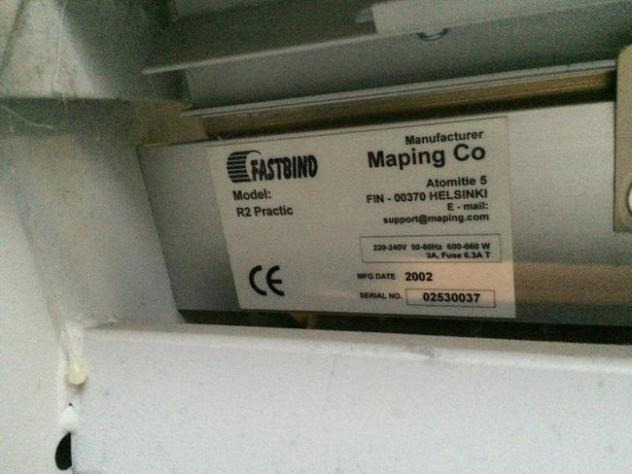 FASTBIND
Model:
R2 Practic
Manufacturer
Maping Co
Atomitie 5
FIN - 00370 HELSINKI
E - mail:
support@maping.com
220-240V 50-60Hz 600-660 W
3A, Fuse 6.3A T
CE
MFG DATE 2002
SERIAL NO. 02530037